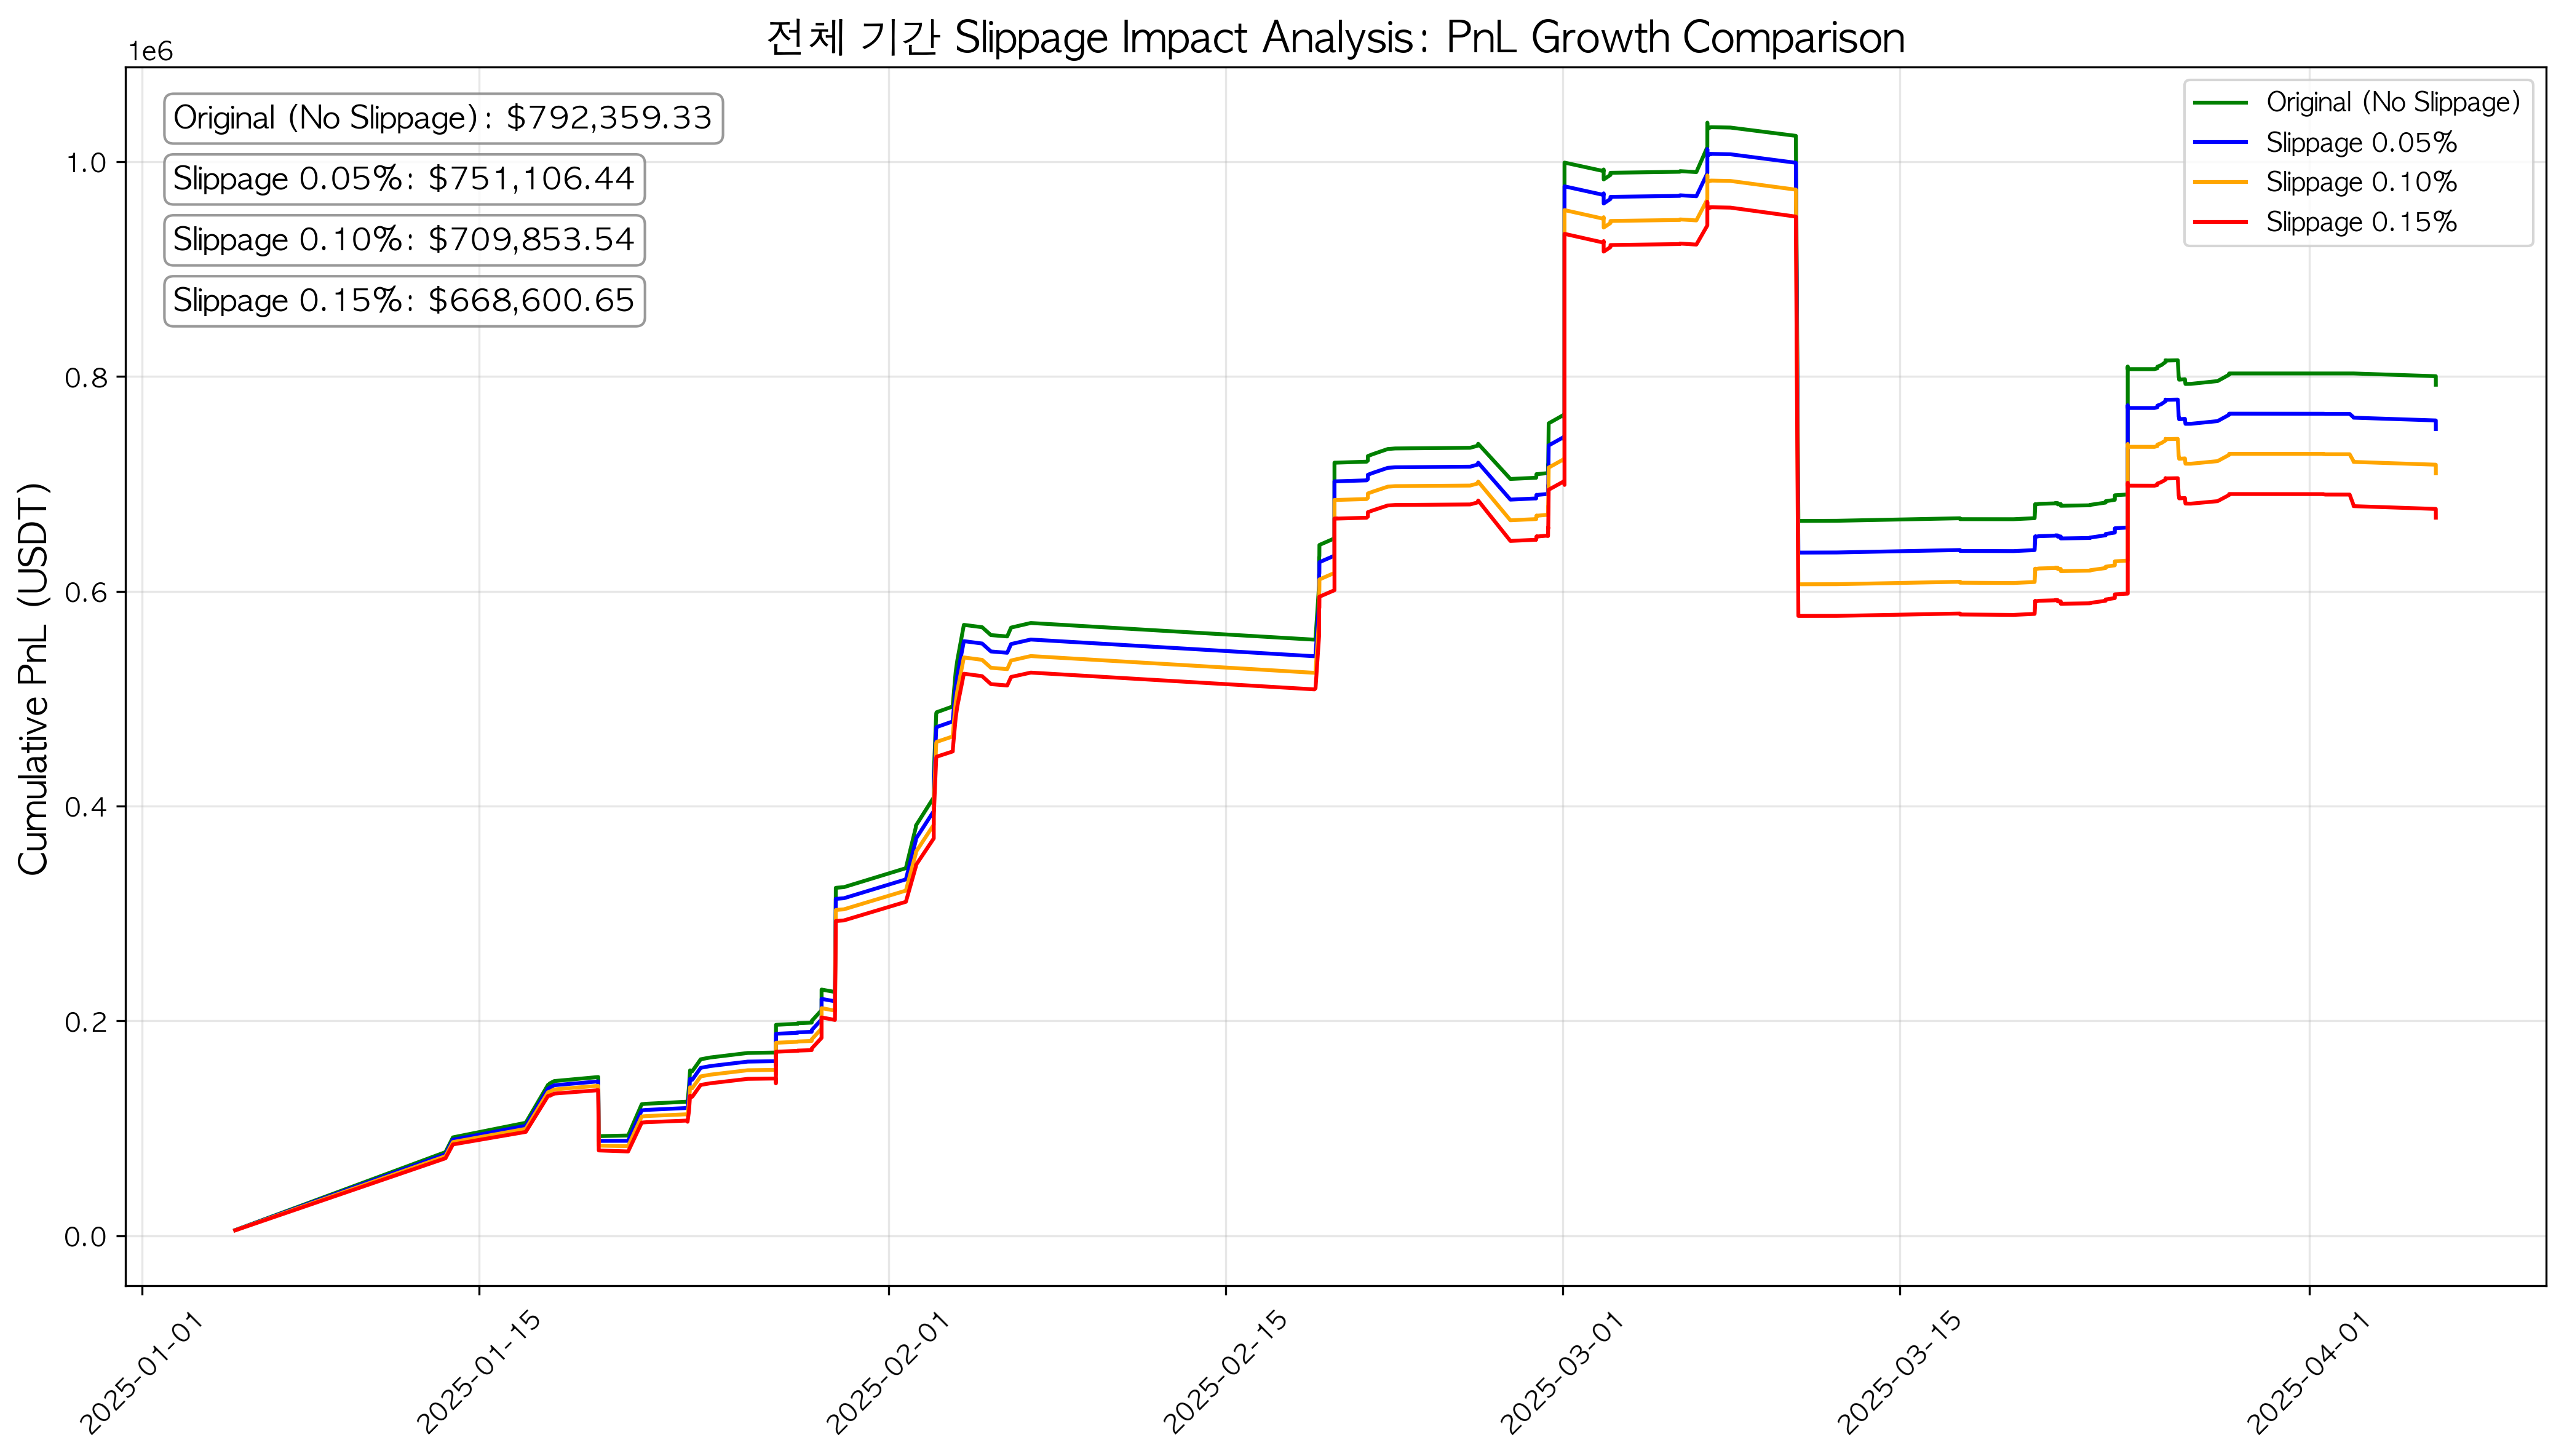 전체 기간 Slippage Impact Analysis: PnL Growth Comparison
1e6
Original (No Slippage): $792,359.33
Slippage 0.05%: $751,106.44
Slippage 0.10%: $709,853.54
Slippage 0.15%: $668,600.65
Original (No Slippage)
Slippage 0.05%
Slippage 0.10%
Slippage 0.15%
Cumulative PnL (USDT)
1.0
0.8
0.6
0.4
0.2
0.0
2025-01-01
2025-01-15
2025-02-01
2025-02-15
2025-03-01
2025-03-15
2025-04-01